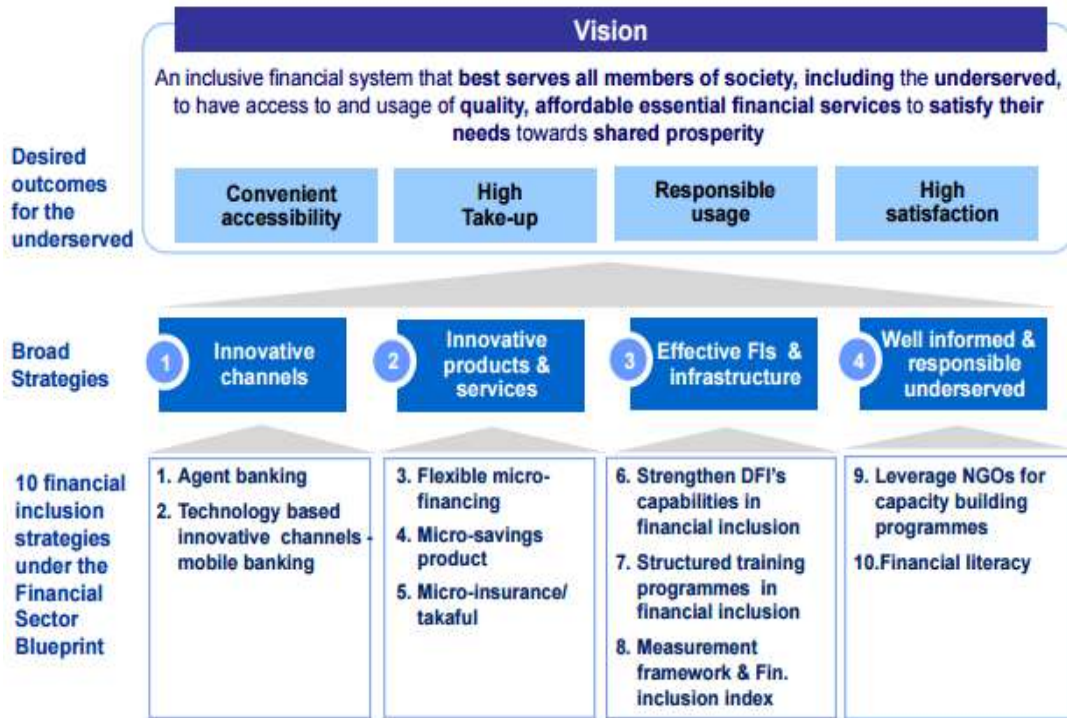 Vision
An inclusive financial system that best serves all members of society, including the underserved,
to have access to and usage of quality, affordable essential financial services to satisfy their
needs towards shared prosperity
Desired
outcomes
for the
underserved
Convenient
accessibility
High
Take-up
Responsible
usage
High
satisfaction
Broad
Strategies
1
Innovative
channels
2
Innovative
products &
services
3
Effective FIs &
infrastructure
4
Well informed &
responsible
underserved
10 financial
inclusion
strategies
under the
Financial
Sector
Blueprint
1. Agent banking
2. Technology based
innovative channels -
mobile banking
3. Flexible micro-
financing
4. Micro-savings
product
5. Micro-insurance/
takaful
6. Strengthen DFI's
capabilities in
financial inclusion
7. Structured training
programmes in
financial inclusion
8. Measurement
framework & Fin.
inclusion index
9. Leverage NGOs for
capacity building
programmes
10.Financial literacy